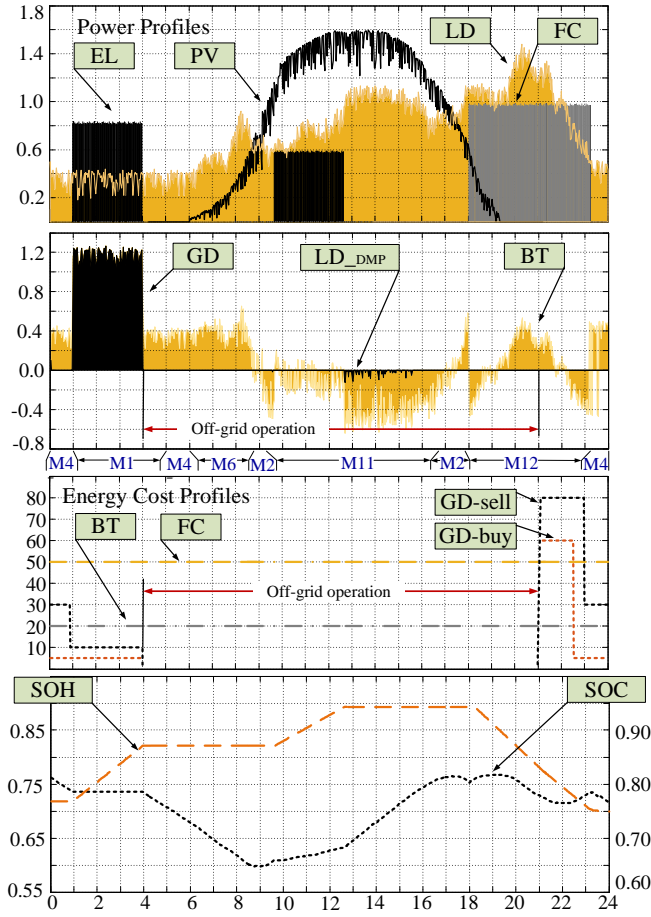 1.8
Power Profiles
LD
FC
EL
PV
1.4
1.0
0.6
0.2
1.2
GD
LD_DMP
BT
0.8
0.4
0.0
-0.4
Off-grid operation
-0.8
M4 M1 M4 M6 M2 M11 M2 M12 M4
80
Energy Cost Profiles
GD-sell
70
BT
FC
GD-buy
60
50
40
Off-grid operation
30
20
10
SOH
SOC
0.85
0.90
0.75
0.80
0.65
0.70
0.55
0.60
0 2 4 6 8 10 12 14 16 18 20 22 24